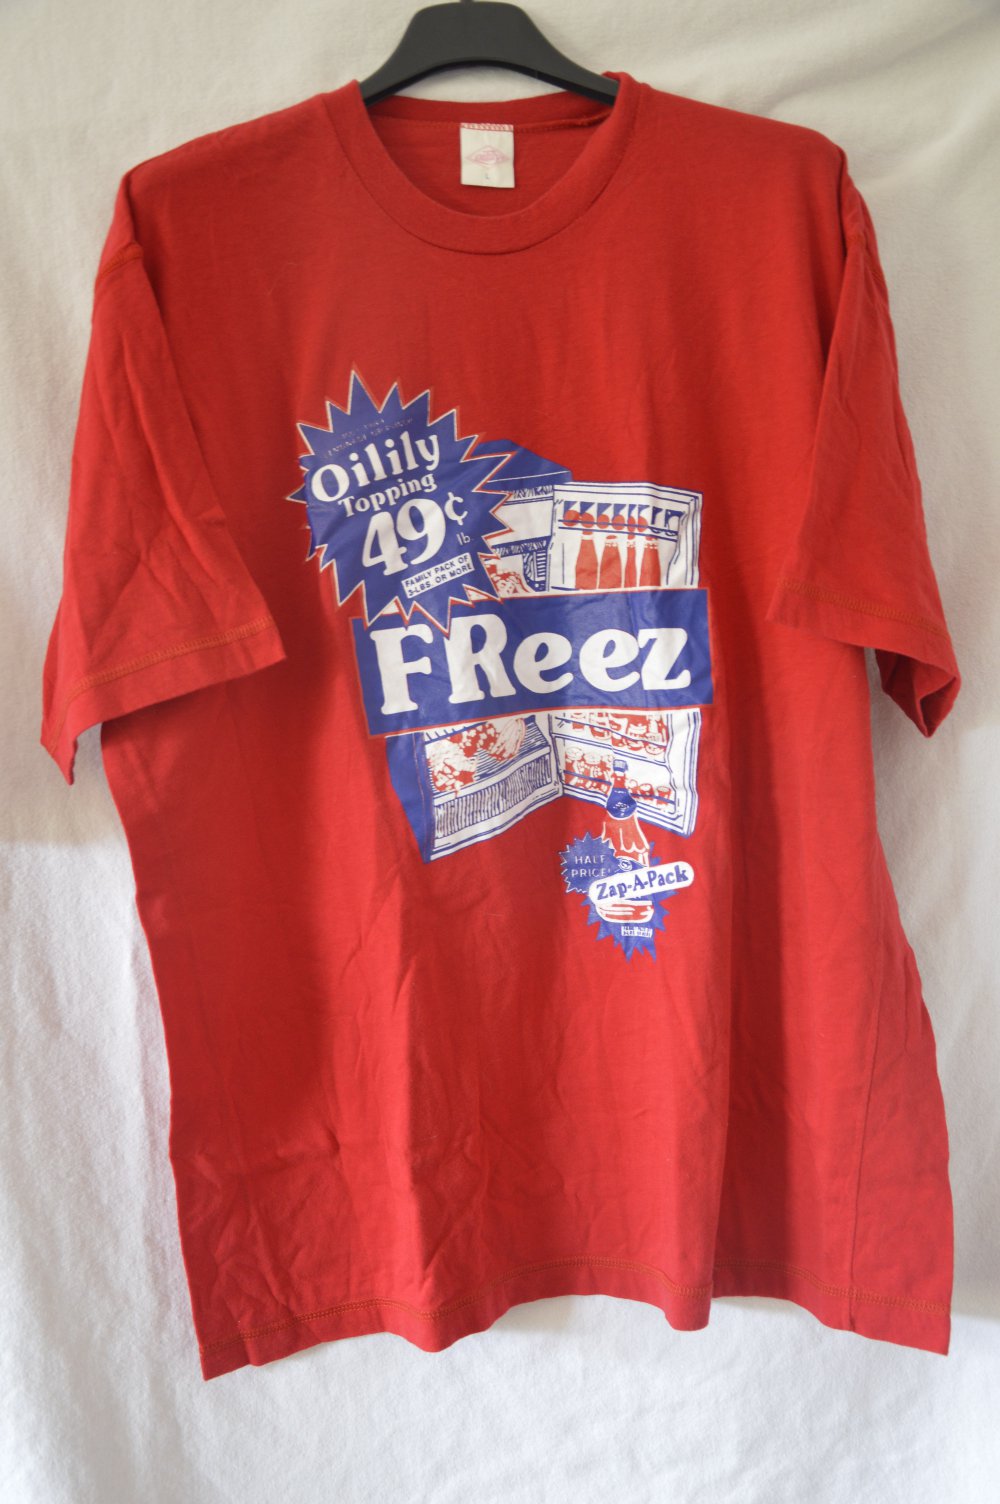 L
Oilily
Topping
49¢
lb.
FAMILY PACK OF
3-LBS. OR MORE
FReez
HALF
PRICE!
Zap-A-Pack